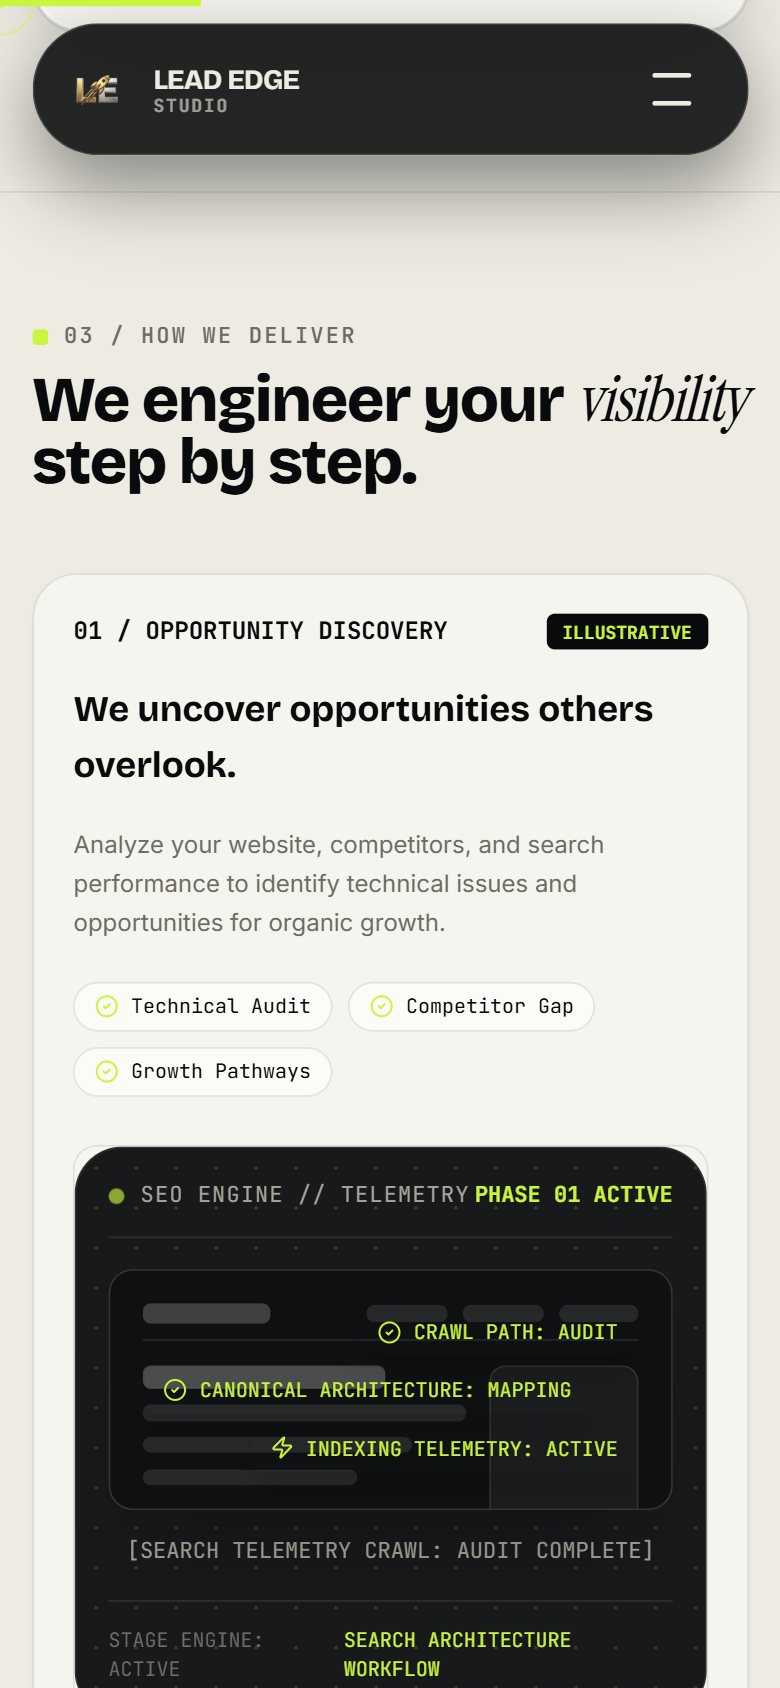 LE
LEAD EDGE
STUDIO
03 / HOW WE DELIVER
We engineer your visibility
step by step.
01 / OPPORTUNITY DISCOVERY
ILLUSTRATIVE
We uncover opportunities others
overlook.
Analyze your website, competitors, and search
performance to identify technical issues and
opportunities for organic growth.
Technical Audit
Competitor Gap
Growth Pathways
SEO ENGINE // TELEMETRY
PHASE 01 ACTIVE
CRAWL PATH: AUDIT
CANONICAL ARCHITECTURE: MAPPING
INDEXING TELEMETRY: ACTIVE
[SEARCH TELEMETRY CRAWL: AUDIT COMPLETE]
STAGE ENGINE:
ACTIVE
SEARCH ARCHITECTURE
WORKFLOW